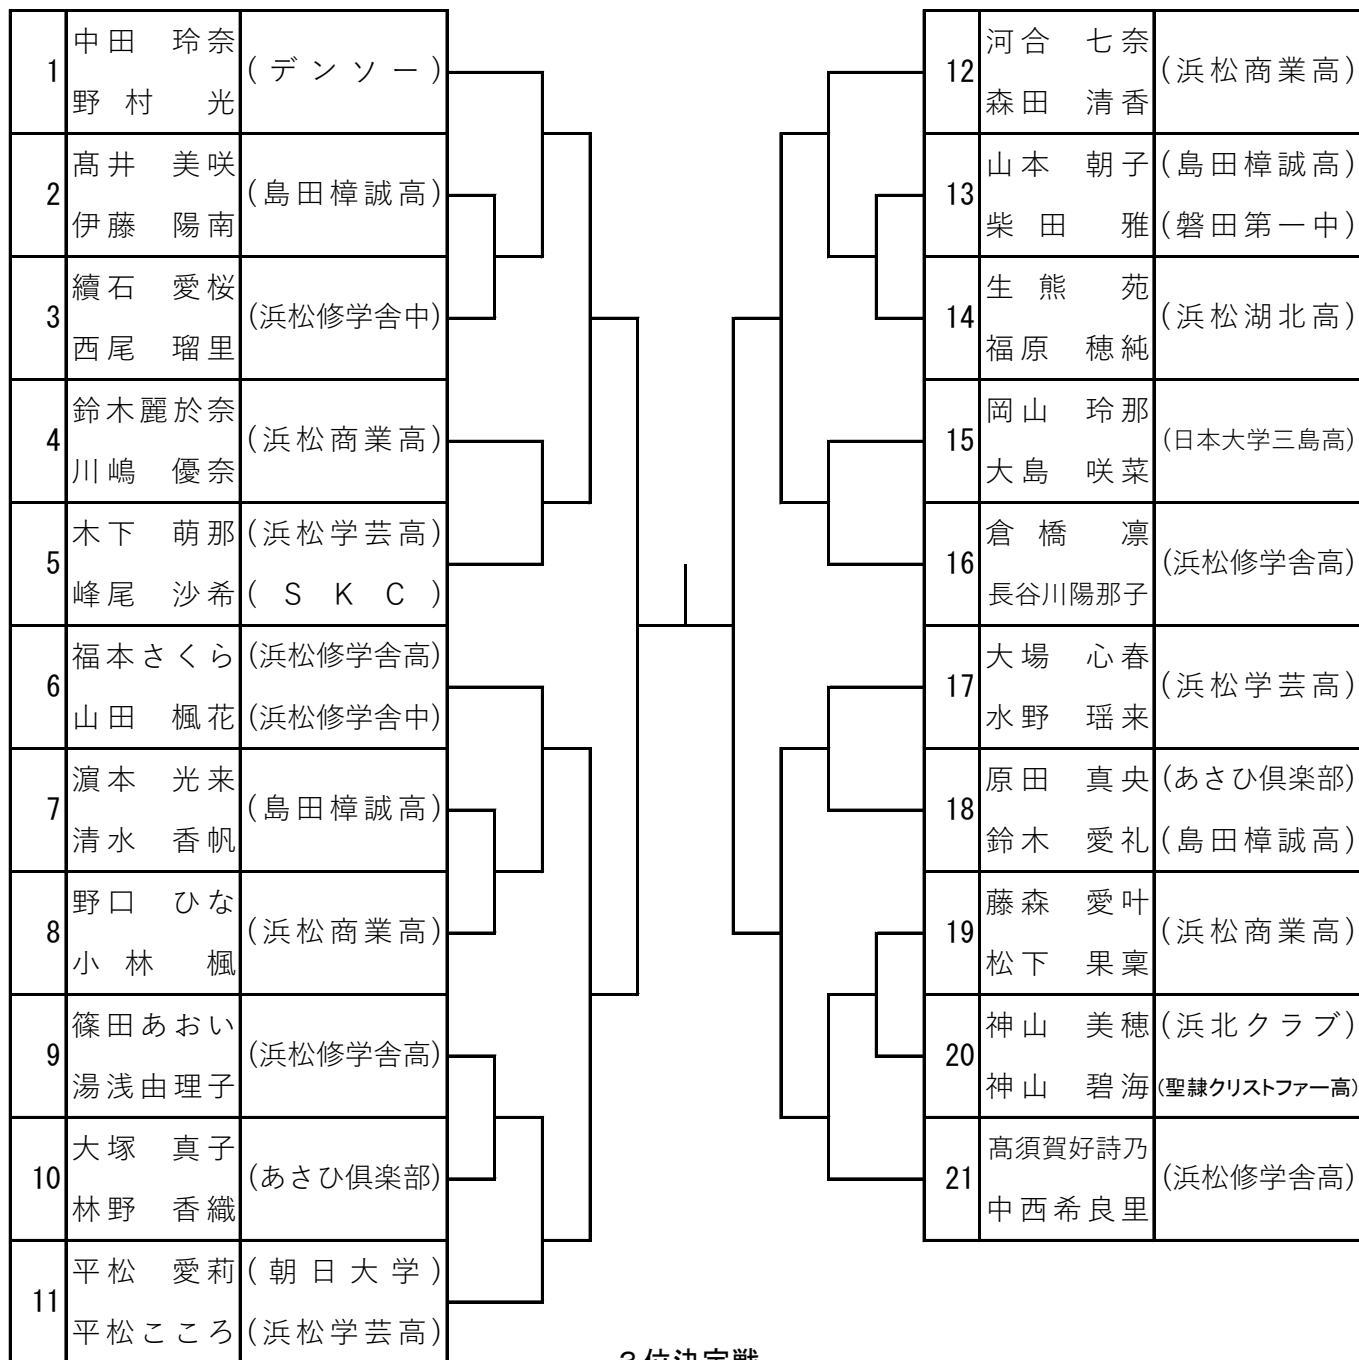 1
中田 玲奈
野村 光
(デンソー)
2
髙井 美咲
伊藤 陽南
(島田樟誠高)
3
續石 愛桜
西尾 瑠里
(浜松修学舎中)
4
鈴木麗於奈
川嶋 優奈
(浜松商業高)
5
木下 萌那 (浜松学芸高)
峰尾 沙希 (SKC)
6
福本さくら (浜松修学舎高)
山田 楓花 (浜松修学舎中)
7
濵本 光来
清水 香帆
(島田樟誠高)
8
野口 ひな
小林 楓
(浜松商業高)
9
篠田あおい
湯浅由理子
(浜松修学舎高)
10
大塚 真子
林野 香織
(あさひ倶楽部)
11
平松 愛莉 (朝日大学)
平松こころ (浜松学芸高)
12
河合 七奈
森田 清香
(浜松商業高)
13
山本 朝子 (島田樟誠高)
柴田 雅 (磐田第一中)
14
生熊 苑
福原 穂純
(浜松湖北高)
15
岡山 玲那
大島 咲菜
(日本大学三島高)
16
倉橋 凛
長谷川陽那子
(浜松修学舎高)
17
大場 心春
水野 瑶来
(浜松学芸高)
18
原田 真央 (あさひ倶楽部)
鈴木 愛礼 (島田樟誠高)
19
藤森 愛叶
松下 果稟
(浜松商業高)
20
神山 美穂 (浜北クラブ)
神山 碧海 (聖隷クリストファー高)
21
髙須賀好詩乃
中西希良里
(浜松修学舎高)
3位決定戦